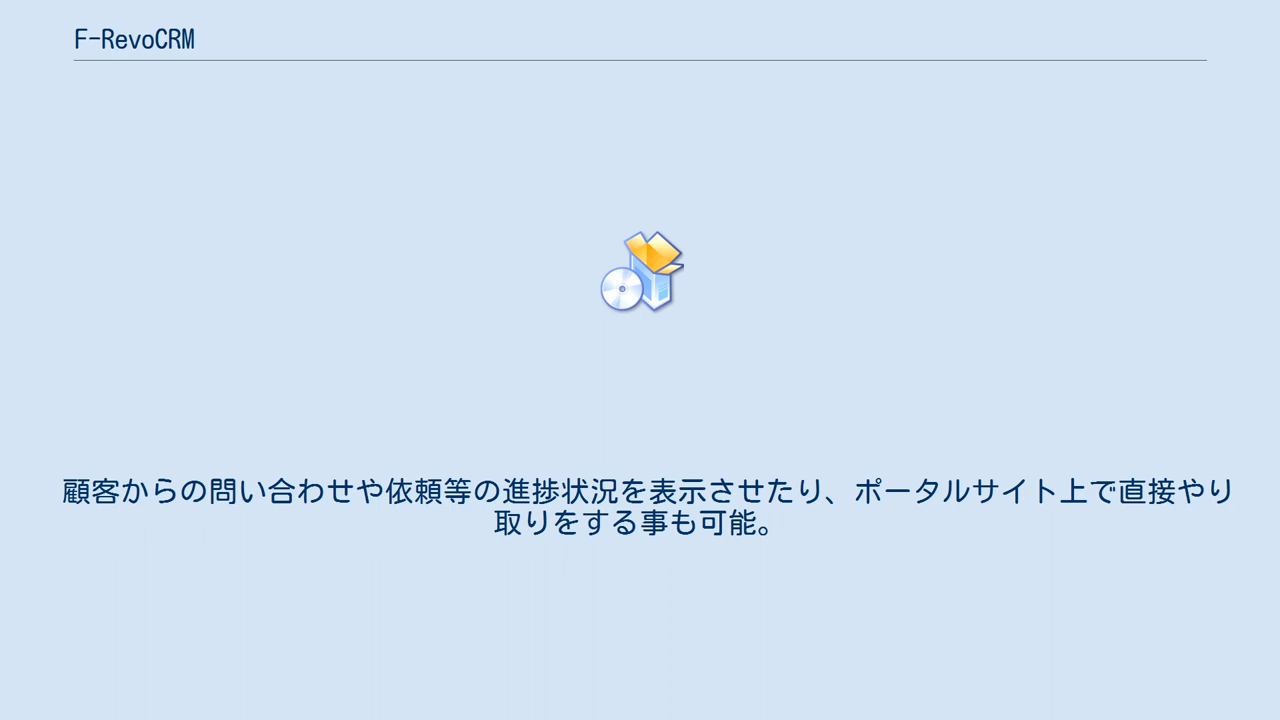 F-RevoCRM
顧客からの問い合わせや依頼等の進捗状況を表示させたり、ポータルサイト上で直接やり
取りをする事も可能。